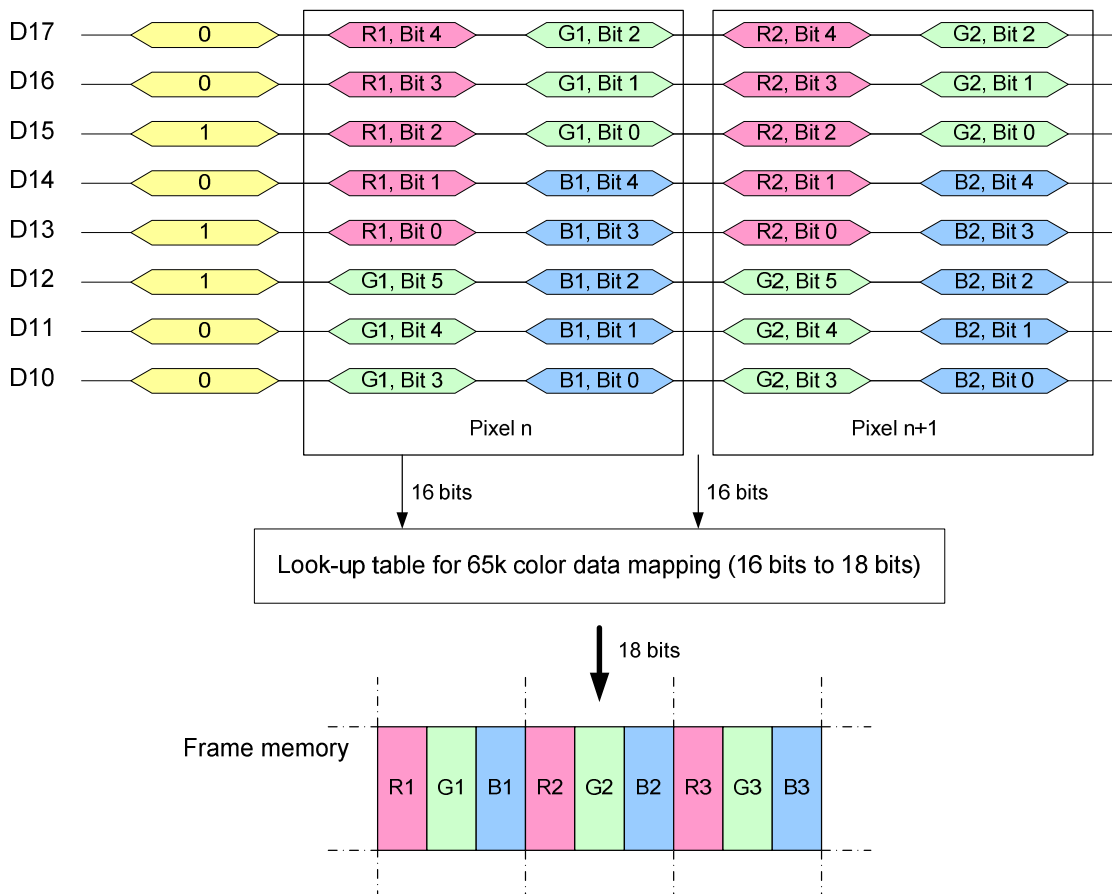 D17 0 R1, Bit 4 G1, Bit 2 R2, Bit 4 G2, Bit 2
D16 0 R1, Bit 3 G1, Bit 1 R2, Bit 3 G2, Bit 1
D15 1 R1, Bit 2 G1, Bit 0 R2, Bit 2 G2, Bit 0
D14 0 R1, Bit 1 B1, Bit 4 R2, Bit 1 B2, Bit 4
D13 1 R1, Bit 0 B1, Bit 3 R2, Bit 0 B2, Bit 3
D12 1 G1, Bit 5 B1, Bit 2 G2, Bit 5 B2, Bit 2
D11 0 G1, Bit 4 B1, Bit 1 G2, Bit 4 B2, Bit 1
D10 0 G1, Bit 3 B1, Bit 0 G2, Bit 3 B2, Bit 0
Pixel n Pixel n+1
16 bits 16 bits
Look-up table for 65k color data mapping (16 bits to 18 bits)
18 bits
Frame memory
R1 G1 B1 R2 G2 B2 R3 G3 B3